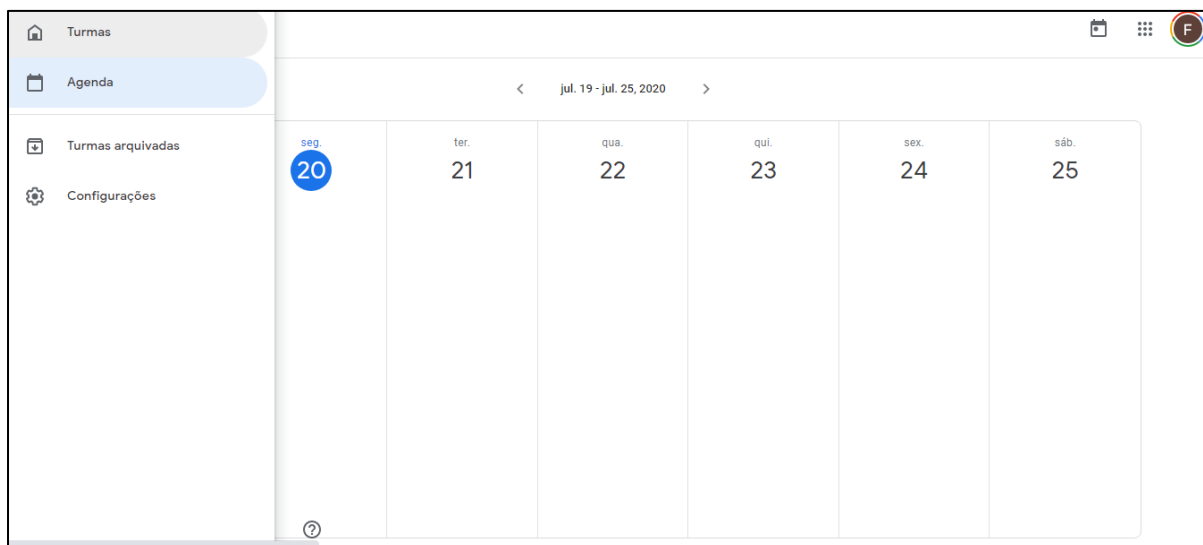 Turmas
F
Agenda
jul. 19 - jul. 25, 2020
Turmas arquivadas
Configurações
seg.
20
ter.
21
qua.
22
qui.
23
sex.
24
sáb.
25
?